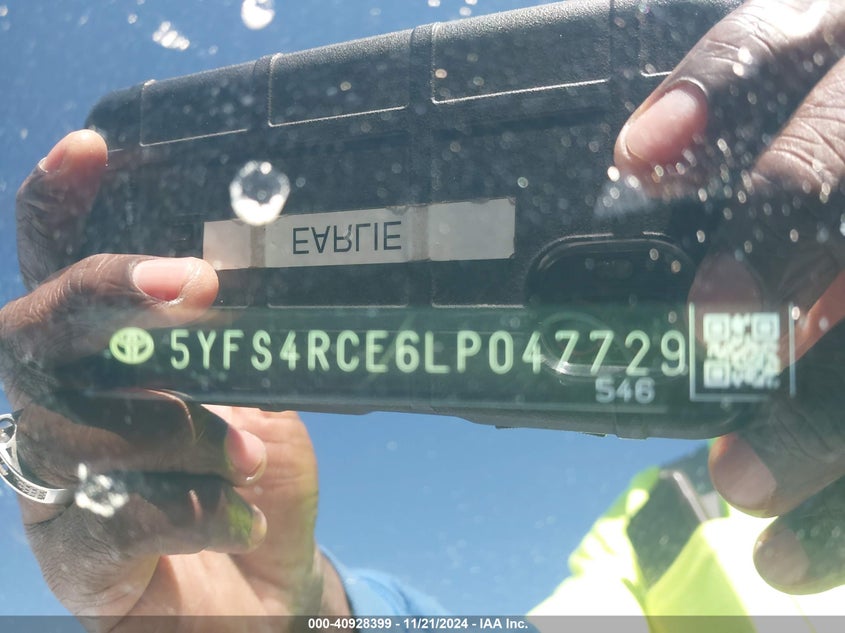 EARLIE
5YFS4RCE6LP047729
546
000-40928399 - 11/21/2024 - IAA Inc.